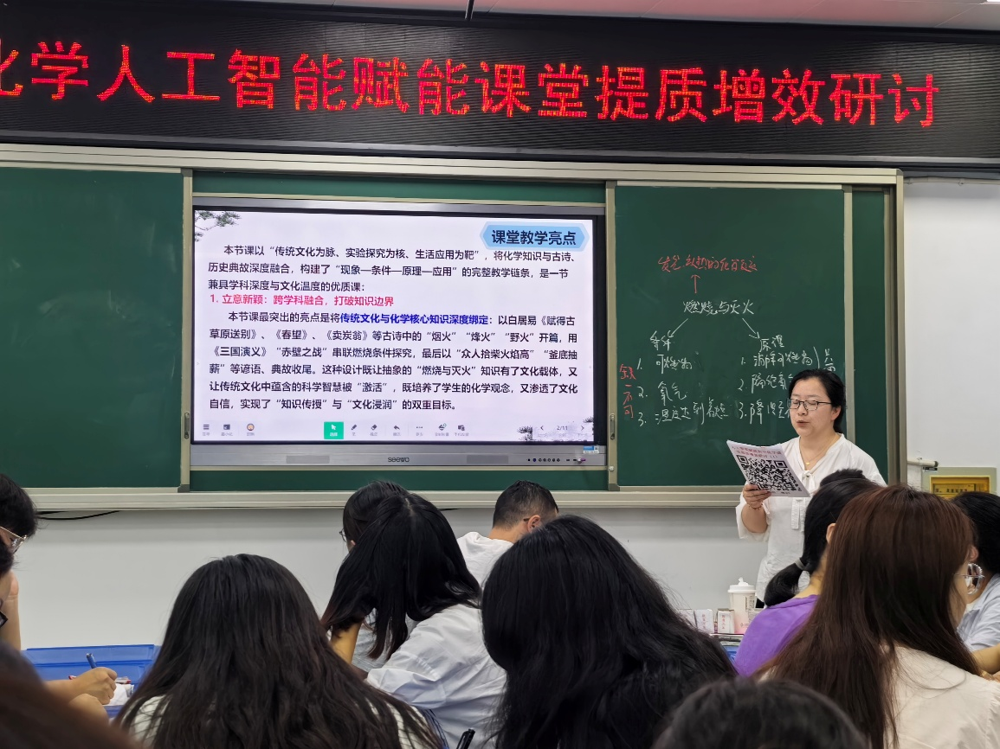 化学人工智能赋能课堂提质增效研讨
课堂教学亮点
本节课以“传统文化为脉、实验探究为核、生活应用为靶”，将化学知识与古诗、
历史典故深度融合，构建了“现象—条件—原理—应用”的完整教学链条，是一节
兼具学科深度与文化温度的优质课：
1. 立意新颖：跨学科融合，打破知识边界
本节课最突出的亮点是将传统文化与化学核心知识深度绑定：以白居易《赋得古
草原送别》、《春望》、《卖炭翁》等古诗中的“烟火”“烽火”“野火”开篇，用
《三国演义》“赤壁之战”串联燃烧条件探究，最后以“众人拾柴火焰高”“釜底抽
薪”等谚语、典故收尾。这种设计既让抽象的“燃烧与灭火”知识有了文化载体，又
让传统文化中蕴含的科学智慧被“激活”，既培养了学生的化学观念，又渗透了文化
自信，实现了“知识传授”与“文化浸润”的双重目标。
2/11
seewo
燃烧与灭火
条件
1. 可燃物
2. 氧气
3. 温度达到着火点
缺一不可
原理
1. 清除可燃物
2. 隔绝氧
3. 降温至